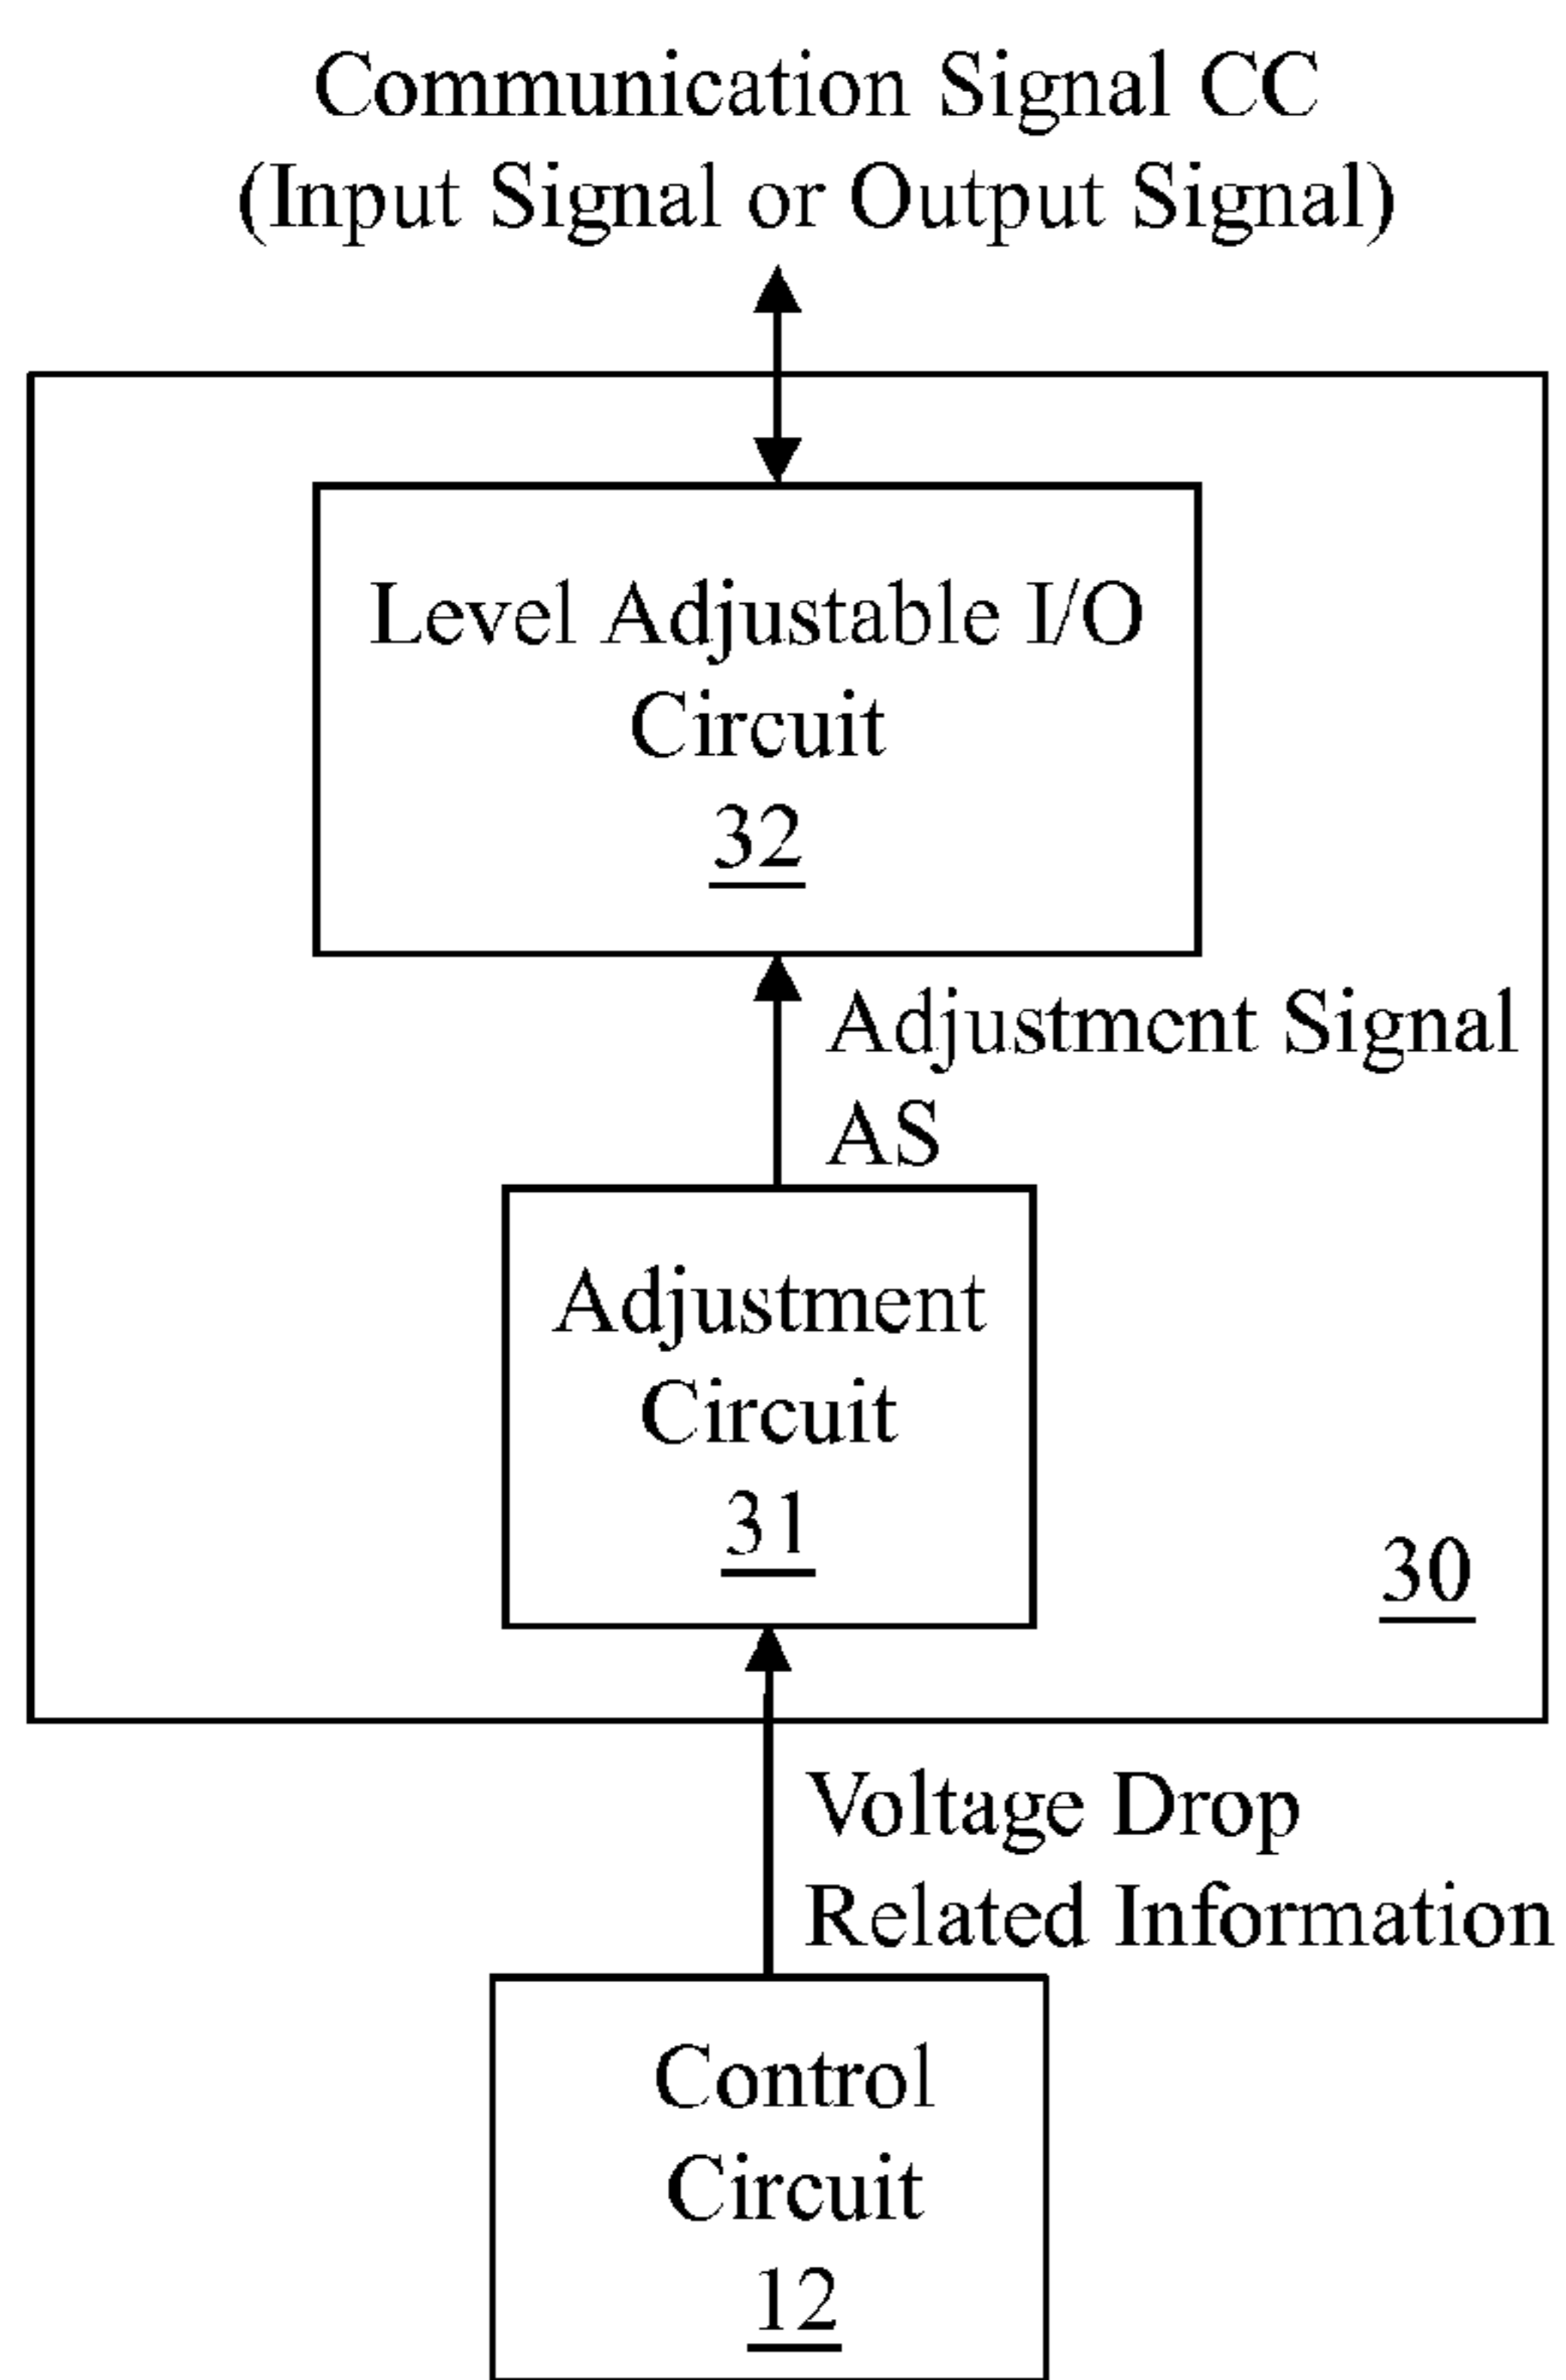 Communication Signal CC
(Input Signal or Output Signal)
Level Adjustable I/O
Circuit
32
Adjustment Signal
AS
Adjustment
Circuit
31
30
Voltage Drop
Related Information
Control
Circuit
12